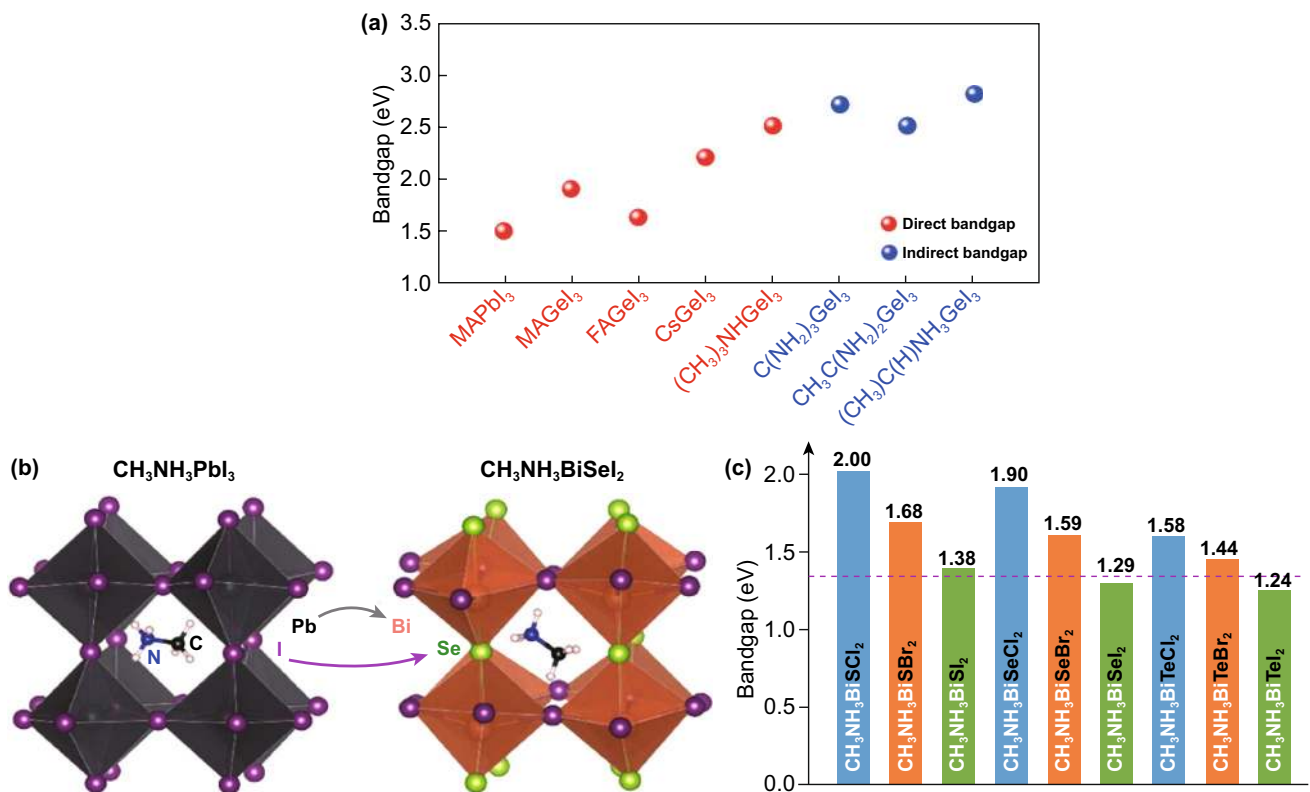 (a)
3.5
3.0
2.5
2.0
1.5
1.0
Bandgap (eV)
Direct bandgap
Indirect bandgap
MAPbI₃
MAGeI₃
FAGeI₃
CsGeI₃
(CH₃)₃NHGeI₃
C(NH₂)₃GeI₃
CH₃C(NH₂)₂GeI₃
(CH₃)C(H)NH₃GeI₃
(b)
CH₃NH₃PbI₃
CH₃NH₃BiSeI₂
N
C
Pb
Bi
I
Se
(c)
Bandgap (eV)
2.0
1.5
1.0
0.0
2.00
1.68
1.38
1.90
1.59
1.29
1.58
1.44
1.24
CH₃NH₃BiSCl₂
CH₃NH₃BiSBr₂
CH₃NH₃BiSI₂
CH₃NH₃BiSeCl₂
CH₃NH₃BiSeBr₂
CH₃NH₃BiSeI₂
CH₃NH₃BiTeCl₂
CH₃NH₃BiTeBr₂
CH₃NH₃BiTeI₂